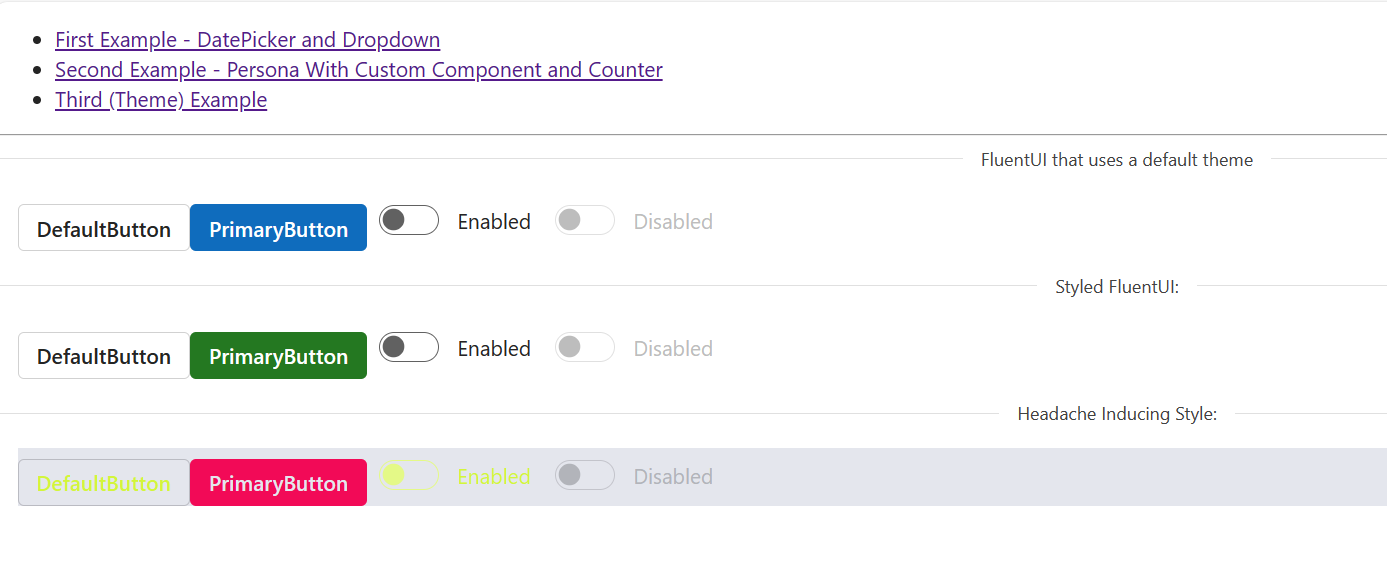 First Example - DatePicker and Dropdown
Second Example - Persona With Custom Component and Counter
Third (Theme) Example
FluentUI that uses a default theme
DefaultButton PrimaryButton Enabled Disabled
Styled FluentUI:
DefaultButton PrimaryButton Enabled Disabled
Headache Inducing Style:
DefaultButton PrimaryButton Enabled Disabled